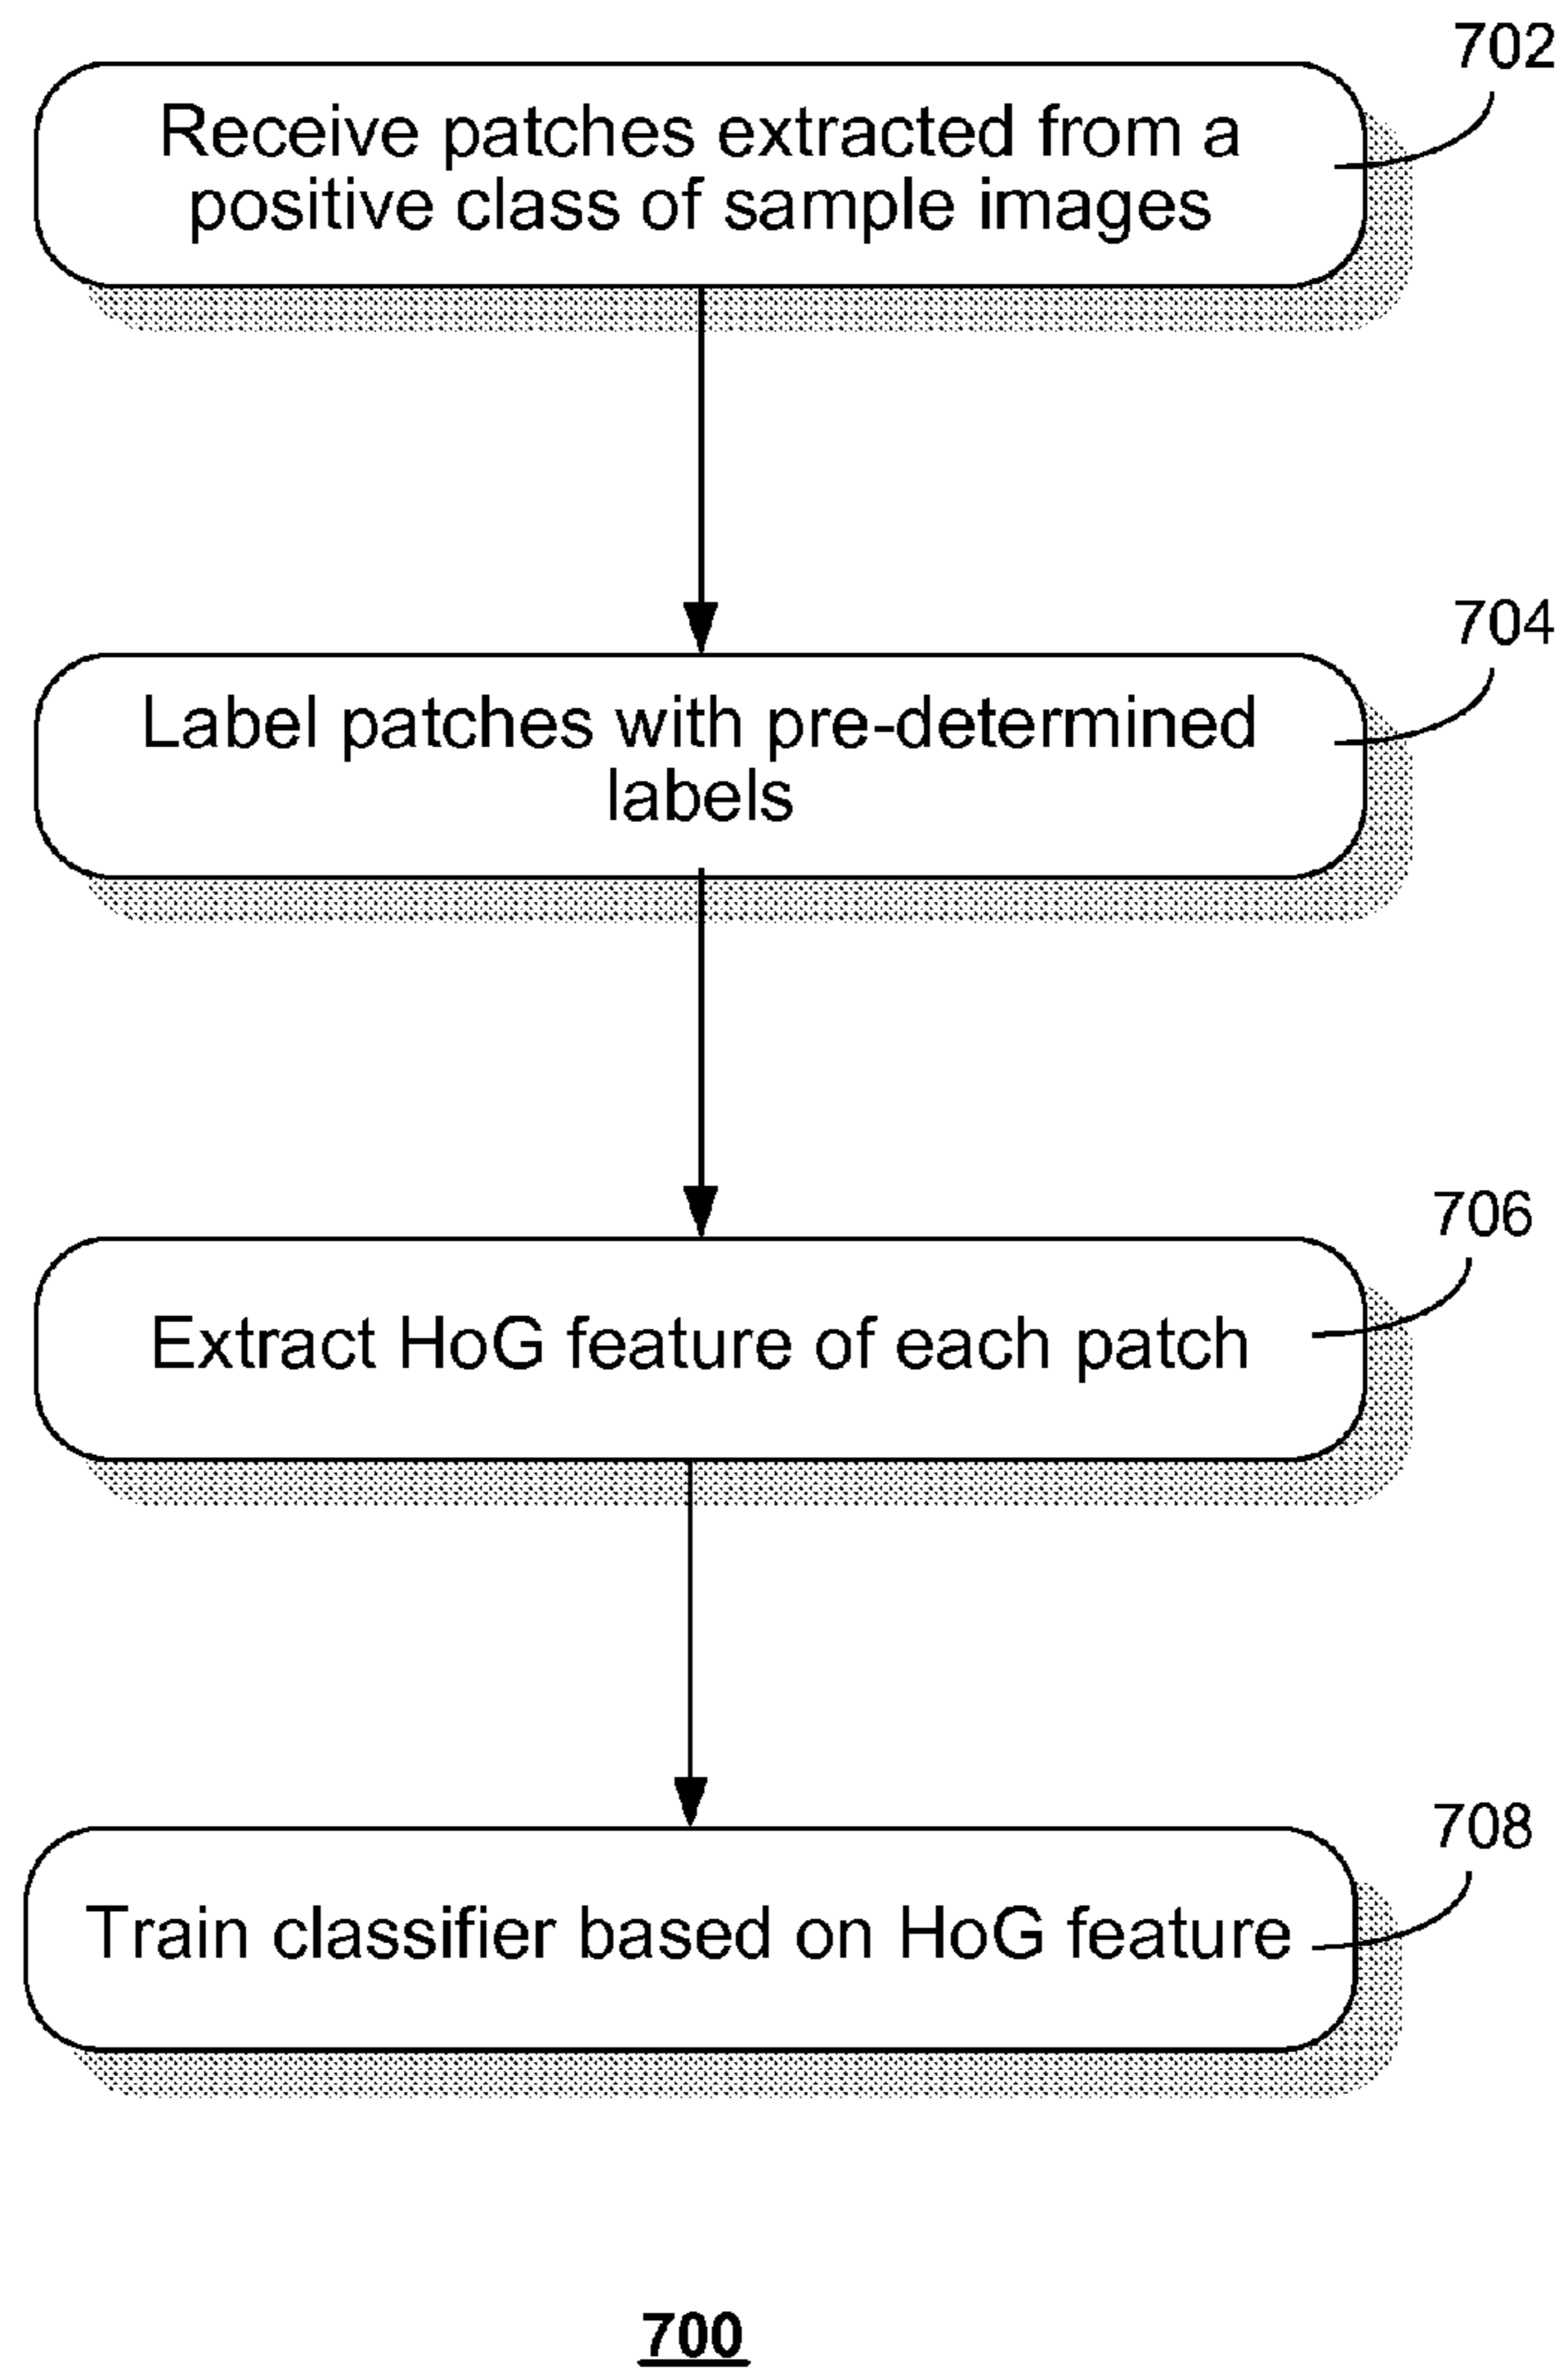 702
Receive patches extracted from a
positive class of sample images
704
Label patches with pre-determined
labels
706
Extract HoG feature of each patch
708
Train classifier based on HoG feature
700